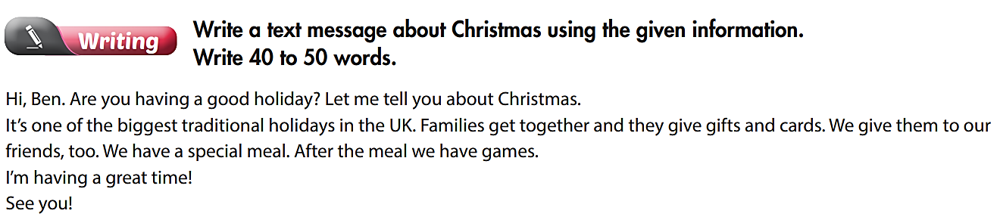 Writing
Write a text message about Christmas using the given information.
Write 40 to 50 words.
Hi, Ben. Are you having a good holiday? Let me tell you about Christmas.
It’s one of the biggest traditional holidays in the UK. Families get together and they give gifts and cards. We give them to our
friends, too. We have a special meal. After the meal we have games.
I’m having a great time!
See you!